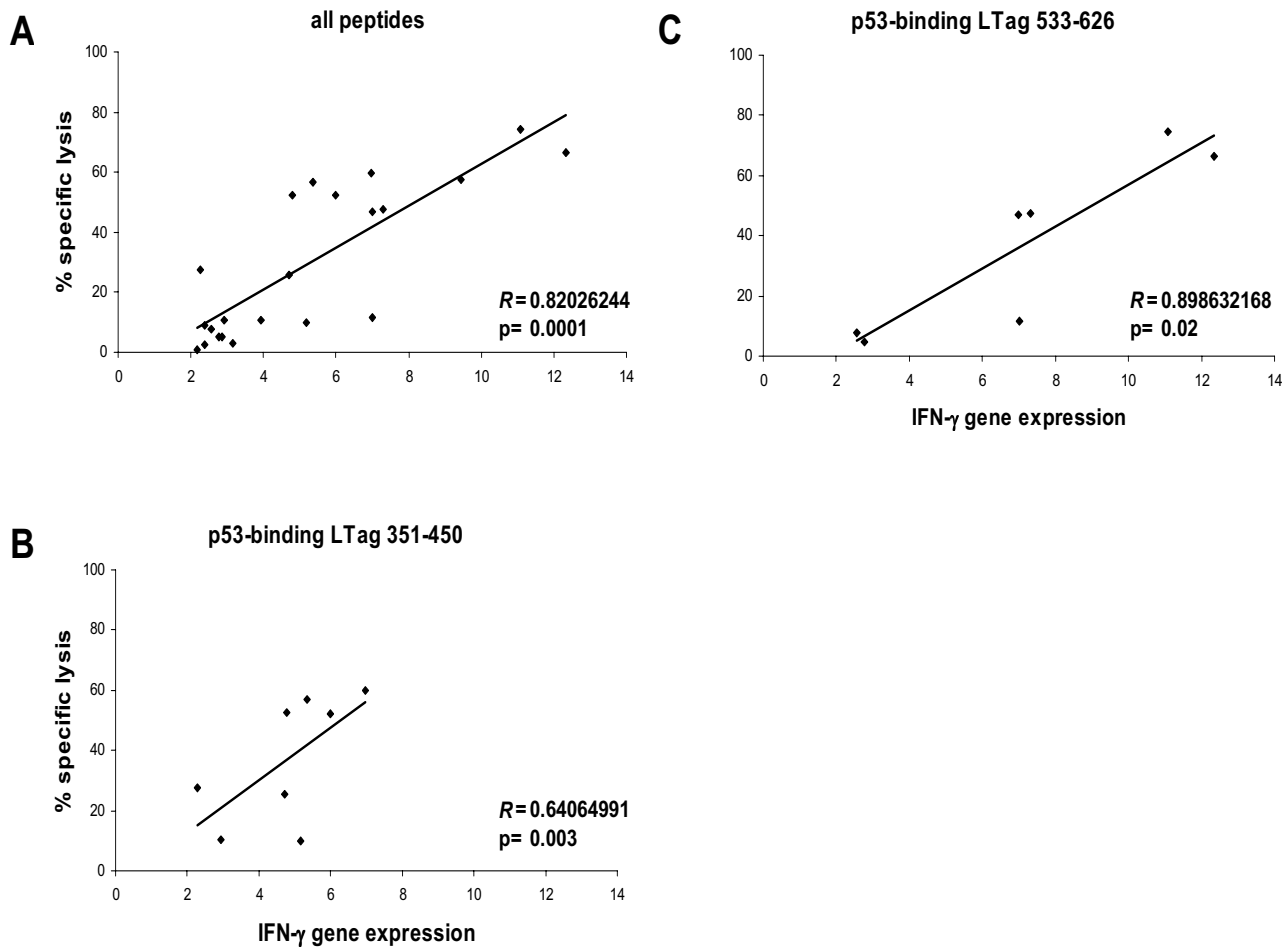 A
all peptides
% specific lysis
100
80
60
40
20
0
0 2 4 6 8 10 12 14
R=0.82026244
p= 0.0001
C
p53-binding LTag 533-626
100
80
60
40
20
0
0 2 4 6 8 10 12 14
R=0.898632168
p= 0.02
IFN-γ gene expression
B
p53-binding LTag 351-450
% specific lysis
100
80
60
40
20
0
0 2 4 6 8 10 12 14
R=0.64064991
p= 0.003
IFN-γ gene expression